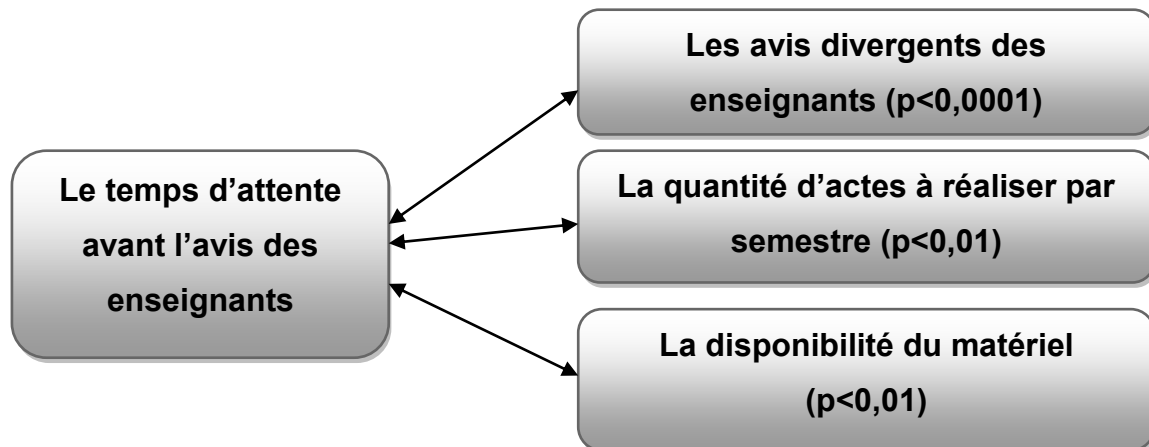 Les avis divergents des
enseignants (p<0,0001)
Le temps d’attente
avant l’avis des
enseignants
La quantité d’actes à réaliser par
semestre (p<0,01)
La disponibilité du matériel
(p<0,01)